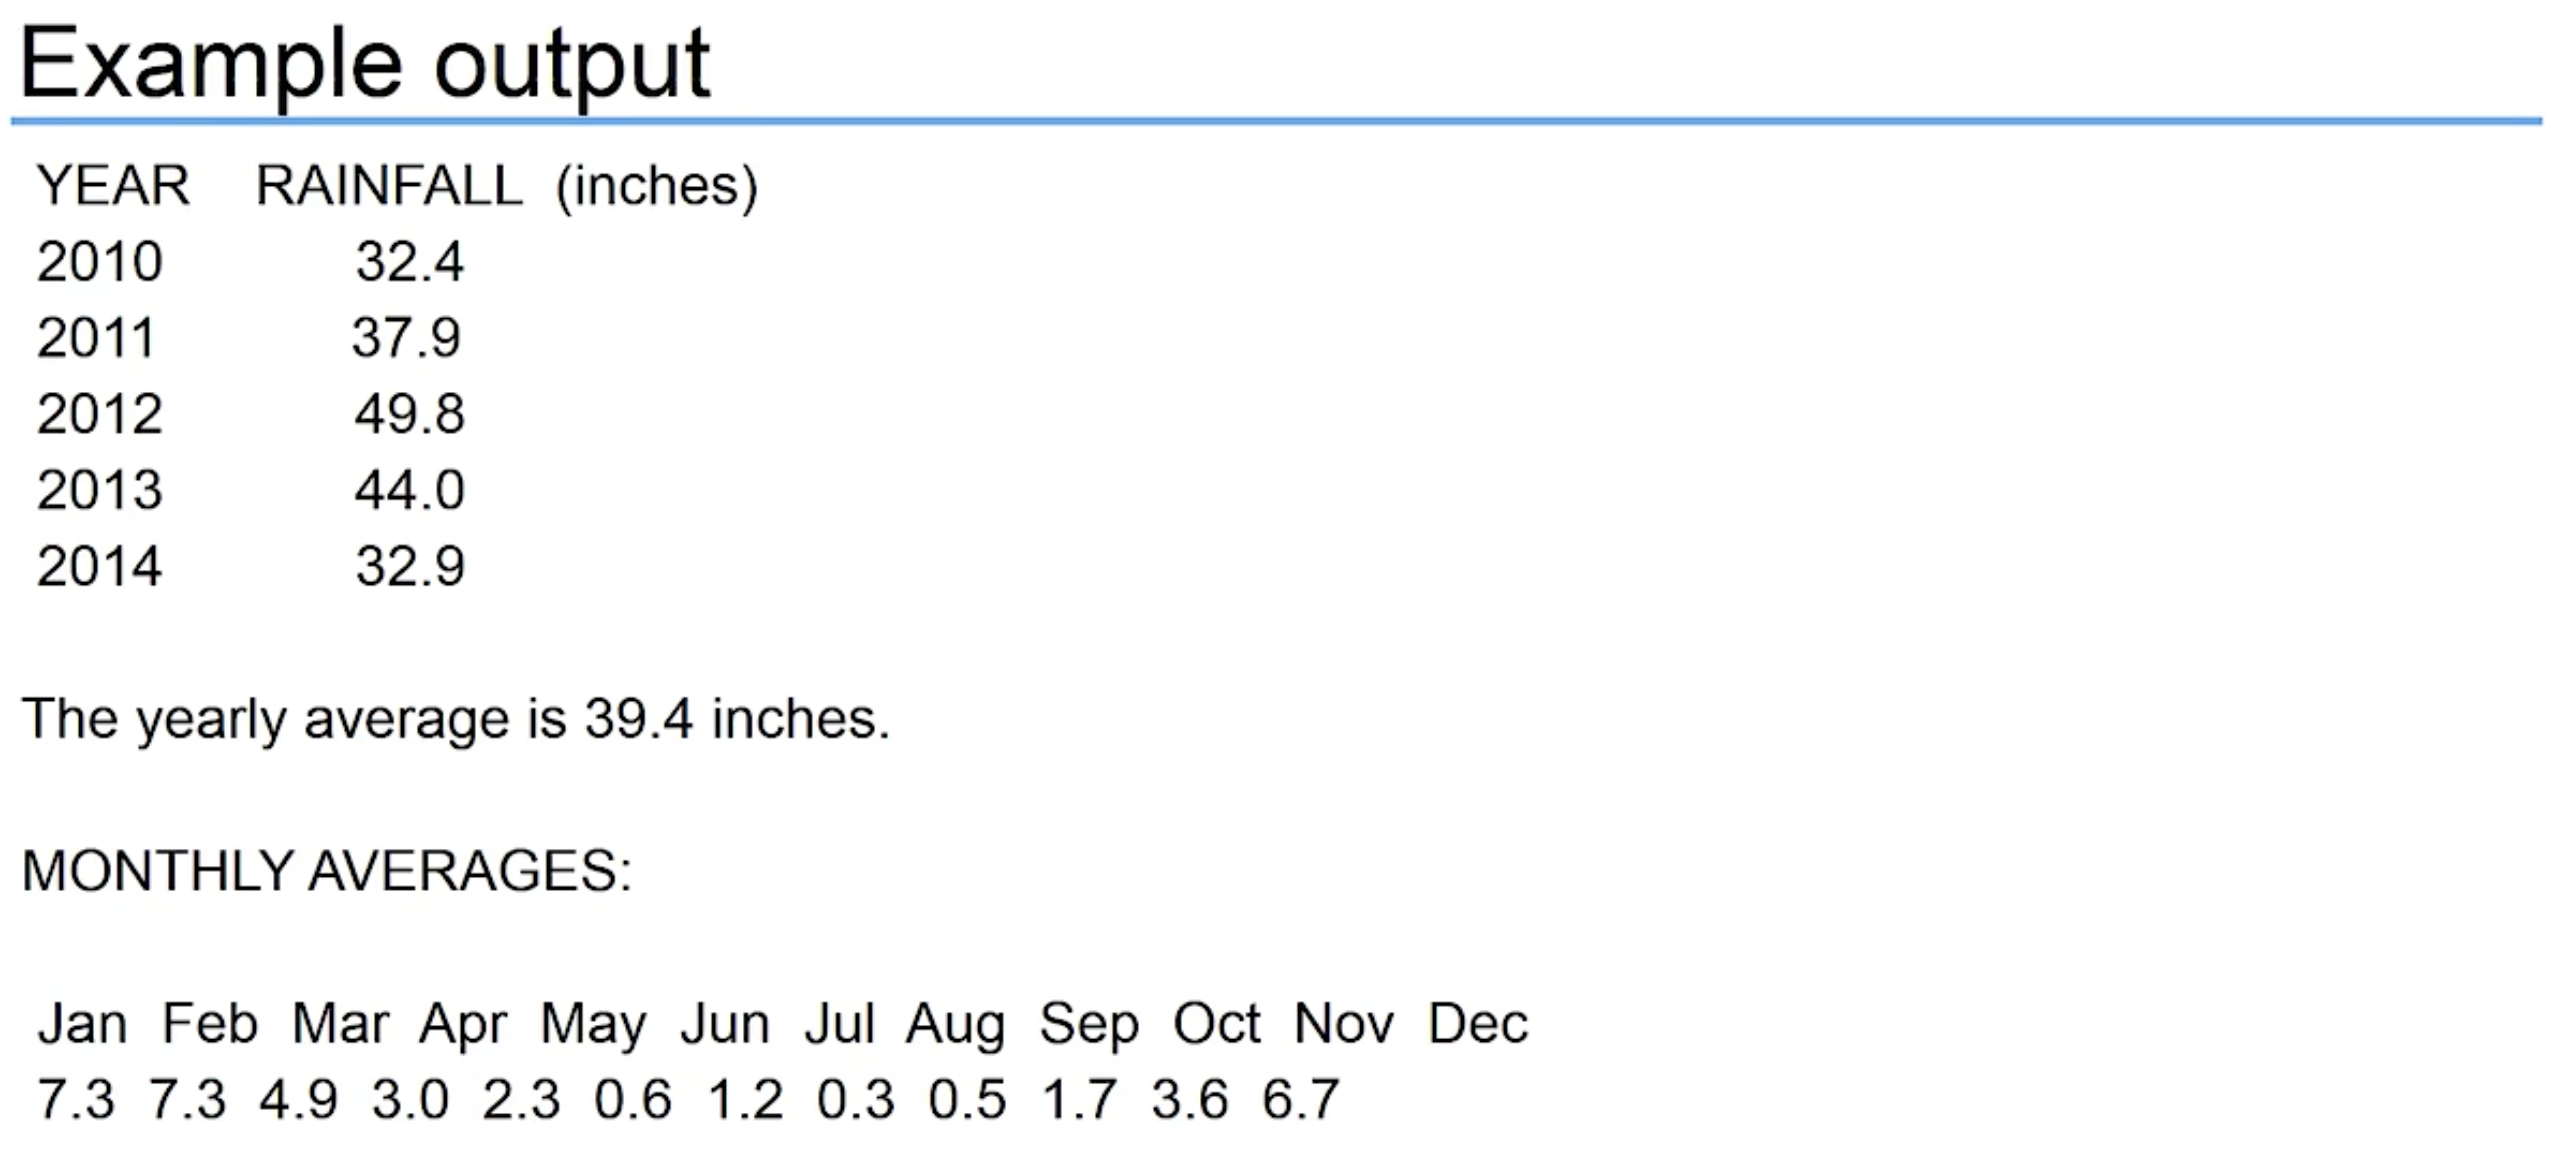 Example output
YEAR RAINFALL (inches)
2010 32.4
2011 37.9
2012 49.8
2013 44.0
2014 32.9
The yearly average is 39.4 inches.
MONTHLY AVERAGES:
Jan Feb Mar Apr May Jun Jul Aug Sep Oct Nov Dec
7.3 7.3 4.9 3.0 2.3 0.6 1.2 0.3 0.5 1.7 3.6 6.7